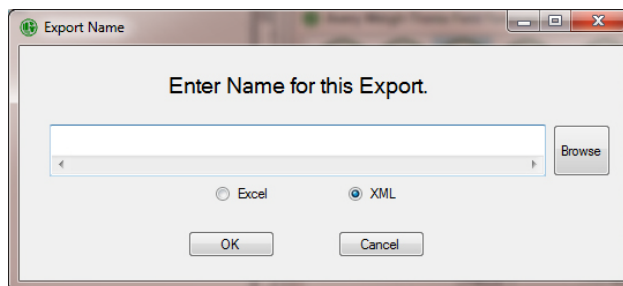 Export Name
Enter Name for this Export.
Browse
Excel
XML
OK
Cancel